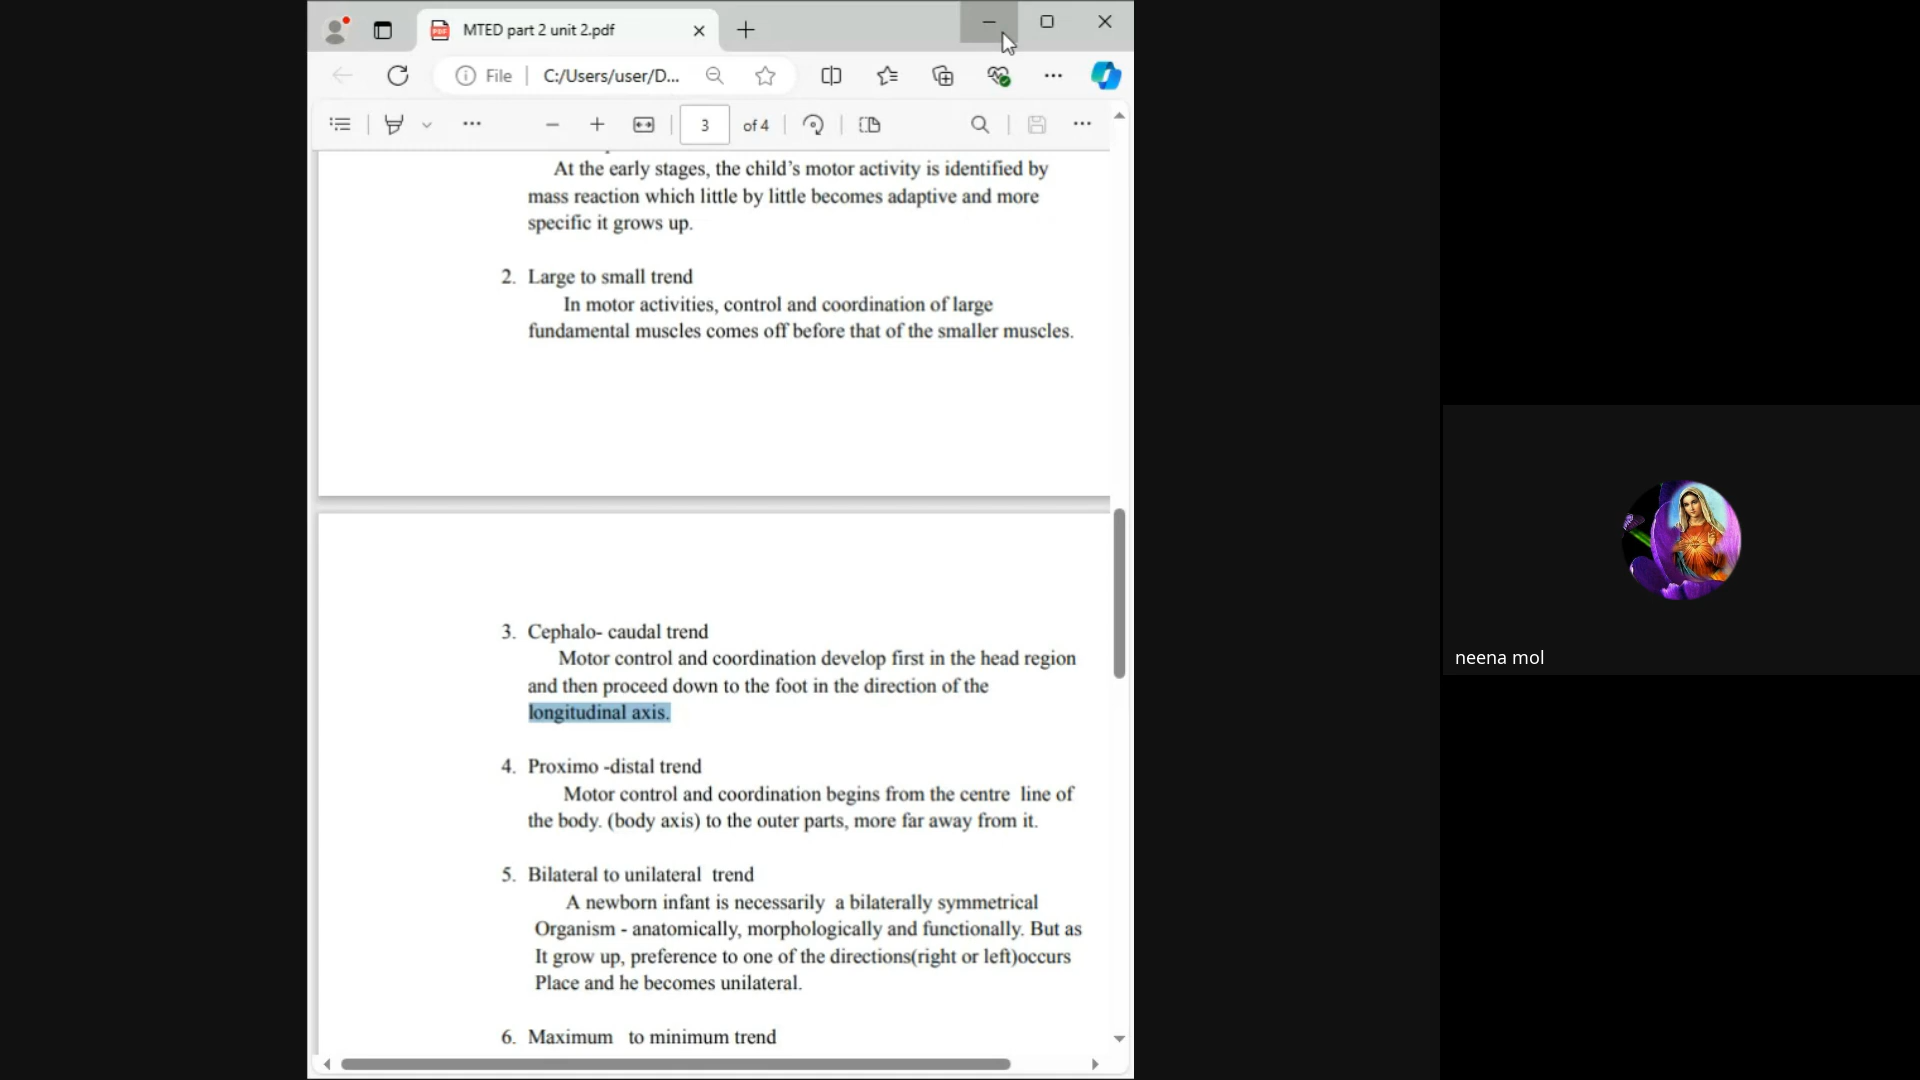 MTED part 2 unit 2.pdf
File
C:/Users/user/D...
3 of 4
At the early stages, the child's motor activity is identified by
mass reaction which little by little becomes adaptive and more
specific it grows up.
2. Large to small trend
In motor activities, control and coordination of large
fundamental muscles comes off before that of the smaller muscles.
3. Cephalo- caudal trend
Motor control and coordination develop first in the head region
and then proceed down to the foot in the direction of the
longitudinal axis.
4. Proximo -distal trend
Motor control and coordination begins from the centre line of
the body. (body axis) to the outer parts, more far away from it.
5. Bilateral to unilateral trend
A newborn infant is necessarily a bilaterally symmetrical
Organism - anatomically, morphologically and functionally. But as
It grow up, preference to one of the directions(right or left)occurs
Place and he becomes unilateral.
6. Maximum to minimum trend
neena mol